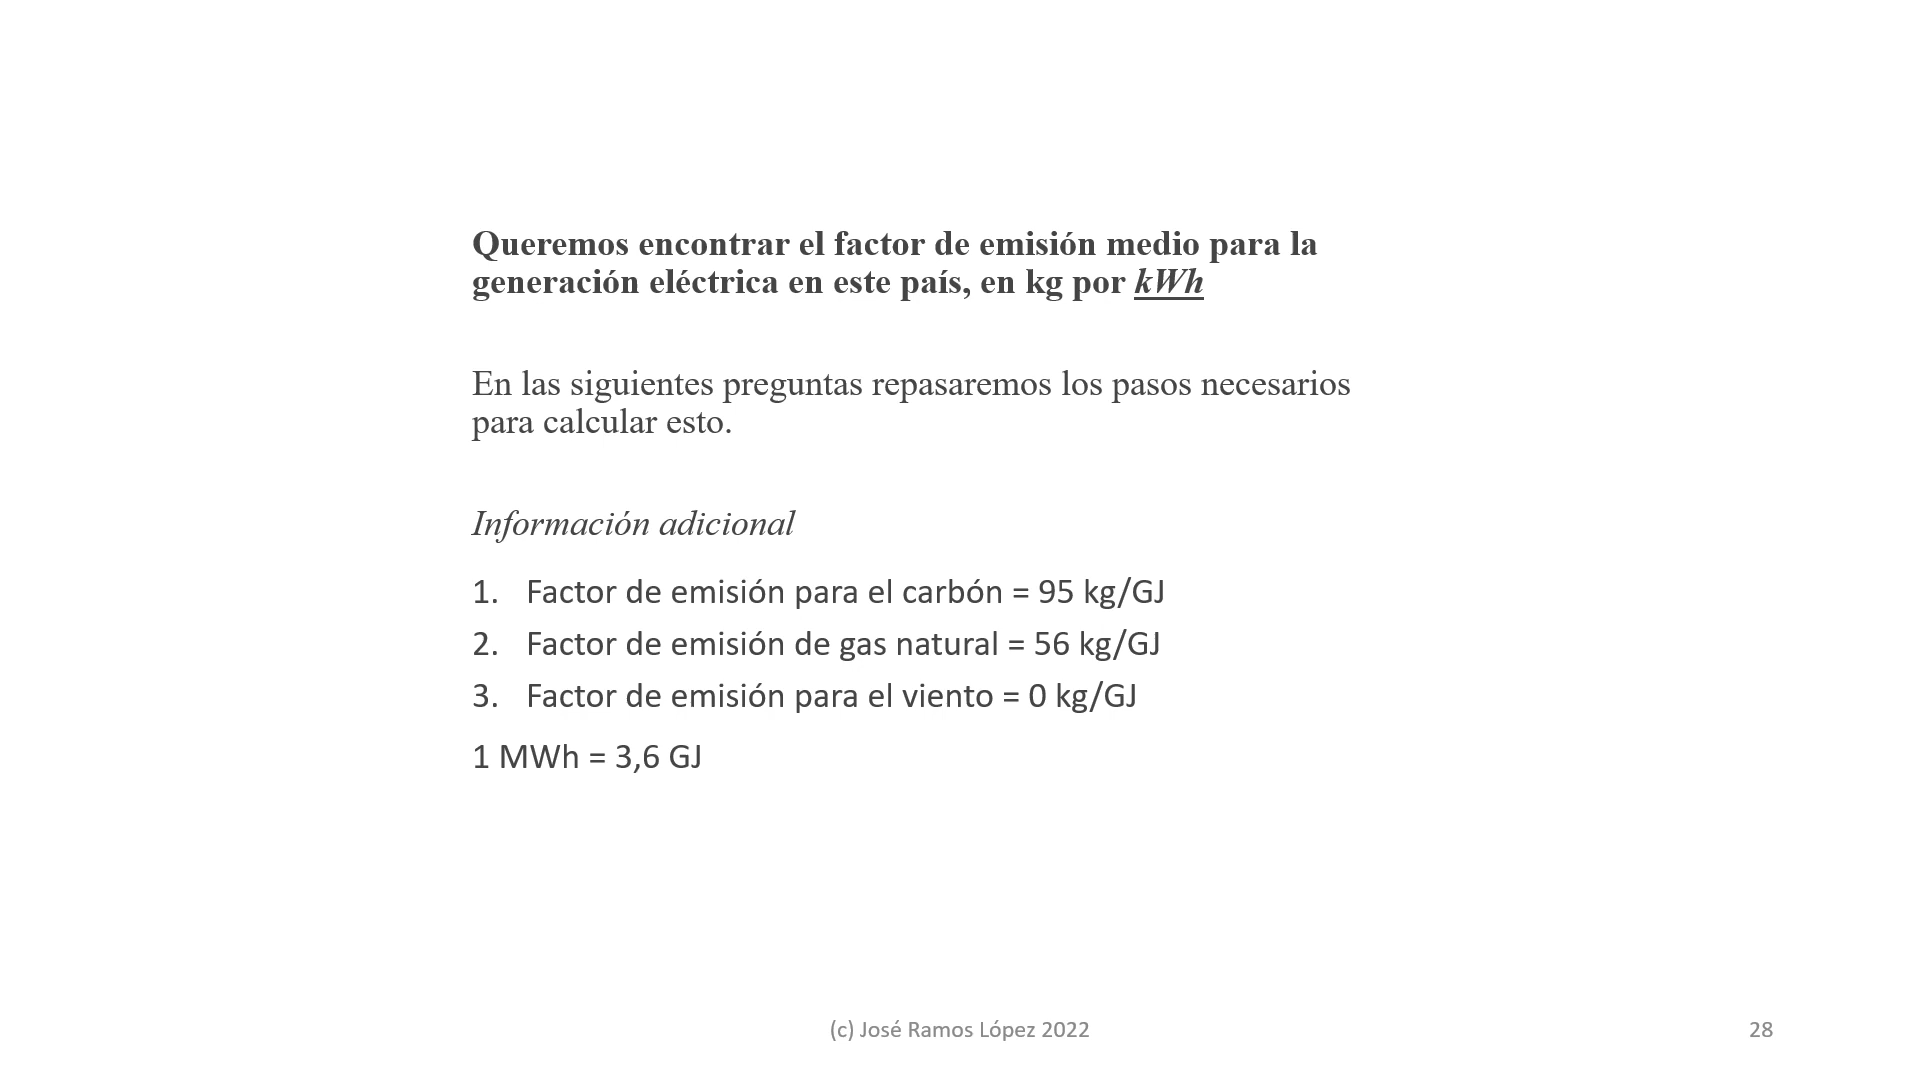 Queremos encontrar el factor de emisión medio para la
generación eléctrica en este país, en kg por kWh
En las siguientes preguntas repasaremos los pasos necesarios
para calcular esto.
Información adicional
1. Factor de emisión para el carbón = 95 kg/GJ
2. Factor de emisión de gas natural = 56 kg/GJ
3. Factor de emisión para el viento = 0 kg/GJ
1 MWh = 3,6 GJ
(c) José Ramos López 2022
28